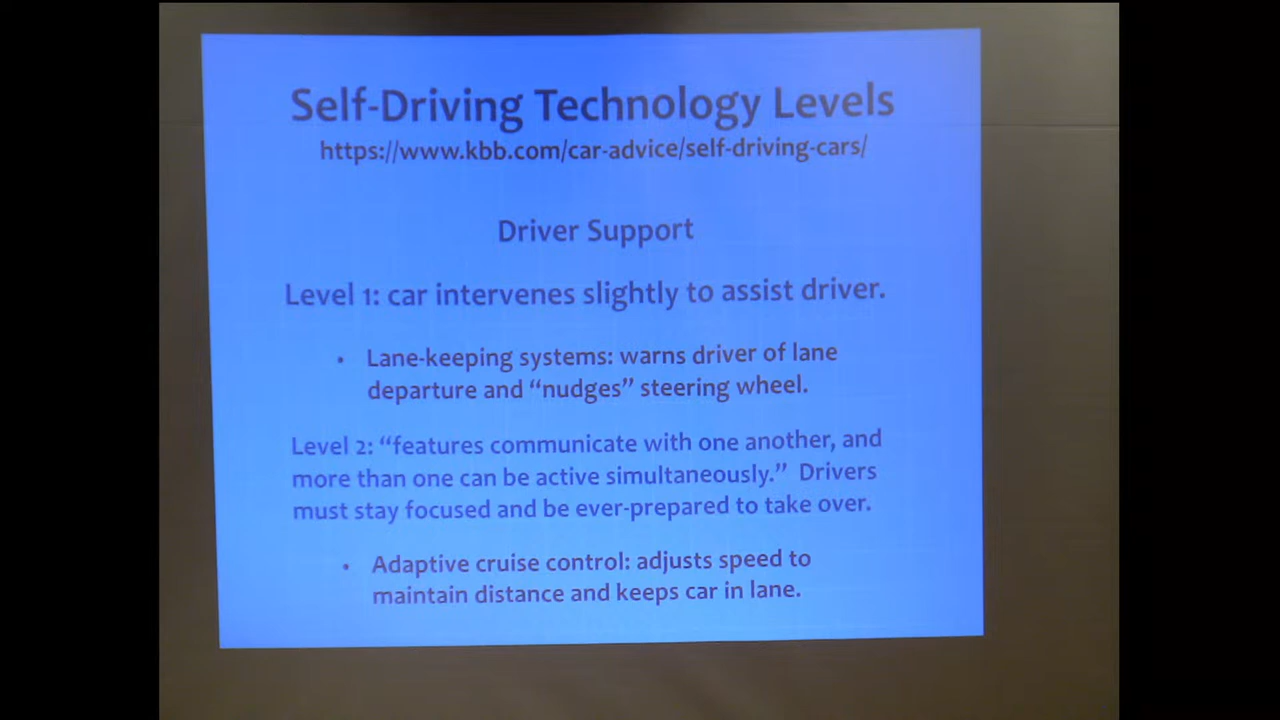 Self-Driving Technology Levels
https://www.kbb.com/car-advice/self-driving-cars/
Driver Support
Level 1: car intervenes slightly to assist driver.
• Lane-keeping systems: warns driver of lane
departure and “nudges” steering wheel.
Level 2: “features communicate with one another, and
more than one can be active simultaneously.” Drivers
must stay focused and be ever-prepared to take over.
• Adaptive cruise control: adjusts speed to
maintain distance and keeps car in lane.